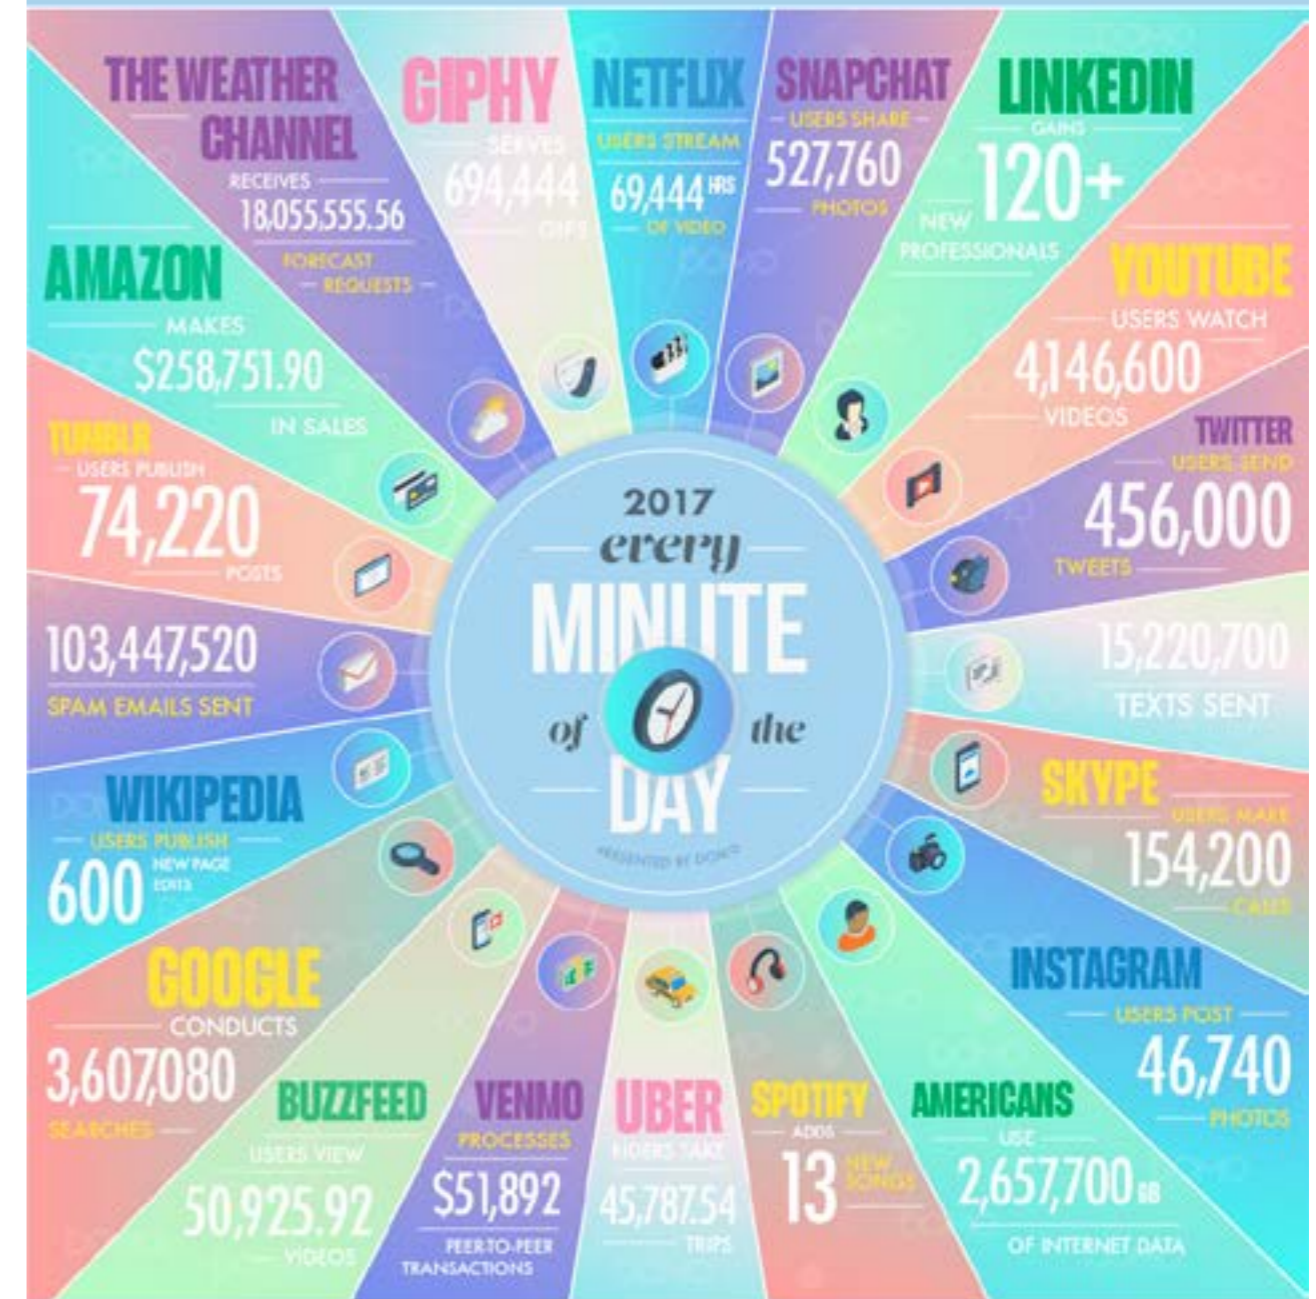 THE WEATHER
CHANNEL
RECEIVES
18,055,555.56
FORECAST
REQUESTS
GIPHY
SERVES
694,444
GIFS
NETFLIX
USERS STREAM
69,444 HRS
OF VIDEO
SNAPCHAT
USERS SHARE
527,760
PHOTOS
LINKEDIN
GAINS
120+
NEW
PROFESSIONALS
YOUTUBE
USERS WATCH
4,146,600
VIDEOS
TWITTER
USERS SEND
456,000
TWEETS
15,220,700
TEXTS SENT
SKYPE
USERS MAKE
154,200
CALLS
INSTAGRAM
USERS POST
46,740
PHOTOS
AMERICANS
USE
2,657,700 GB
OF INTERNET DATA
SPOTIFY
ADDS
13 NEW
SONGS
UBER
RIDERS TAKE
45,787.54
TRIPS
VENMO
PROCESSES
$51,892
PEER-TO-PEER
TRANSACTIONS
BUZZFEED
USERS VIEW
50,925.92
VIDEOS
GOOGLE
CONDUCTS
3,607,080
SEARCHES
WIKIPEDIA
USERS PUBLISH
600 NEW PAGE
EDITS
103,447,520
SPAM EMAILS SENT
TUMBLR
USERS PUBLISH
74,220
POSTS
AMAZON
MAKES
$258,751.90
IN SALES
2017
every
MINUTE
of the
DAY
PRESENTED BY DOMO